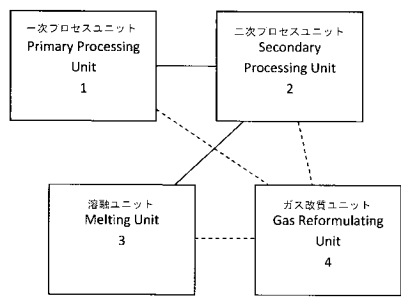 一次プロセスユニット
Primary Processing
Unit
1
二次プロセスユニット
Secondary
Processing Unit
2
溶融ユニット
Melting Unit
3
ガス改質ユニット
Gas Reformulating
Unit
4